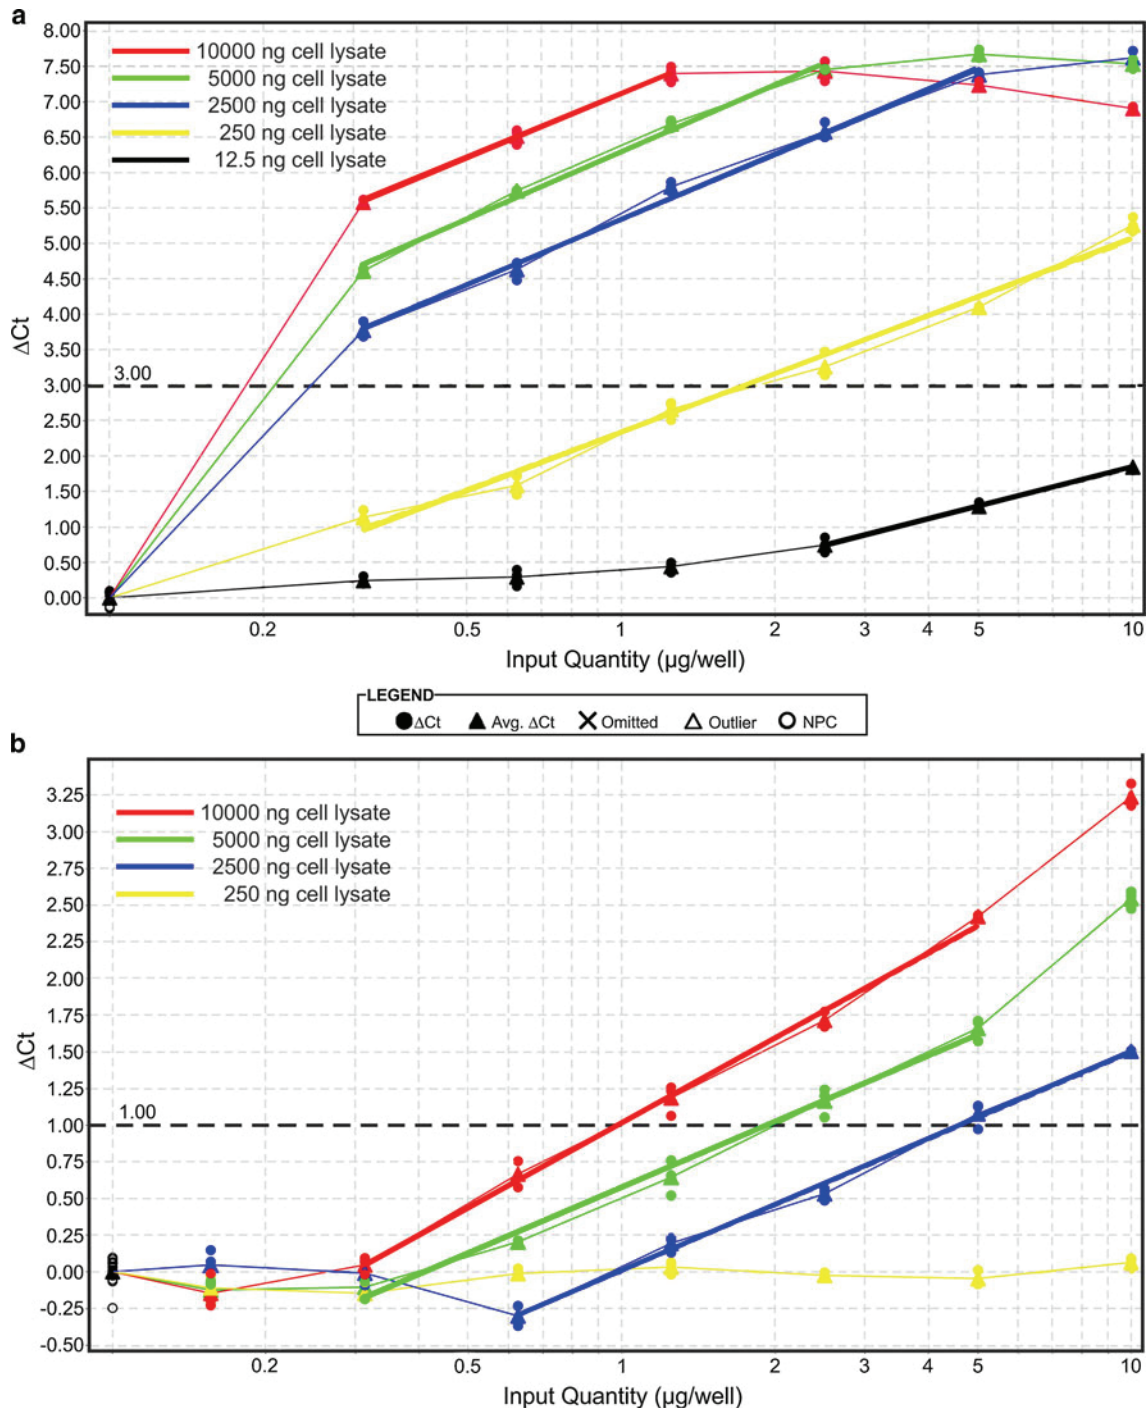 a
8.00
7.50
7.00
6.50
6.00
5.50
5.00
4.50
4.00
3.50
3.00
2.50
2.00
1.50
1.00
0.50
0.00
ΔCt
10000 ng cell lysate
5000 ng cell lysate
2500 ng cell lysate
250 ng cell lysate
12.5 ng cell lysate
3.00
0.2 0.5 1 2 3 4 5 6 7 8 10
Input Quantity (µg/well)
LEGEND
ΔCt Avg. ΔCt Omitted Outlier NPC
b
3.25
3.00
2.75
2.50
2.25
2.00
1.75
1.50
1.25
1.00
0.75
0.50
0.25
0.00
-0.25
-0.50
ΔCt
10000 ng cell lysate
5000 ng cell lysate
2500 ng cell lysate
250 ng cell lysate
1.00
0.2 0.5 1 2 3 4 5 6 7 8 10
Input Quantity (µg/well)